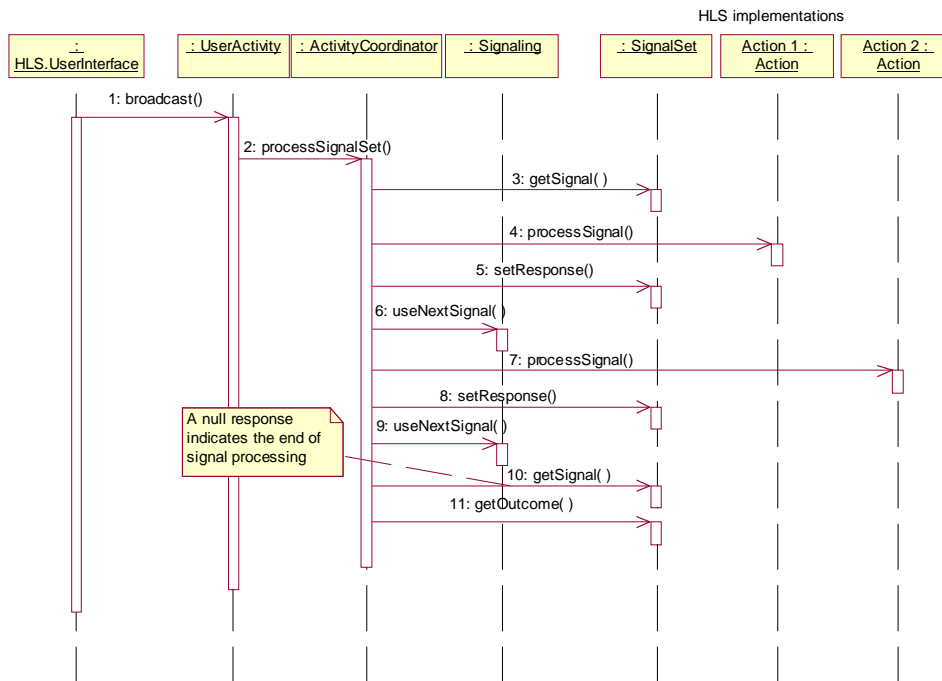 HLS implementations
:
HLS.UserInterface
: UserActivity
: ActivityCoordinator
: Signaling
: SignalSet
Action 1 :
Action
Action 2 :
Action
1: broadcast()
2: processSignalSet()
3: getSignal( )
4: processSignal()
5: setResponse()
6: useNextSignal( )
7: processSignal()
8: setResponse()
A null response
indicates the end of
signal processing
9: useNextSignal( )
10: getSignal( )
11: getOutcome( )